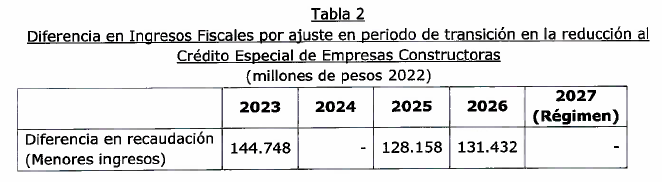 Tabla 2
Diferencia en Ingresos Fiscales por ajuste en periodo de transición en la reducción al
Crédito Especial de Empresas Constructoras
(millones de pesos 2022)
2023 2024 2025 2026 2027 (Régimen)
Diferencia en recaudación (Menores ingresos) 144.748 - 128.158 131.432 -